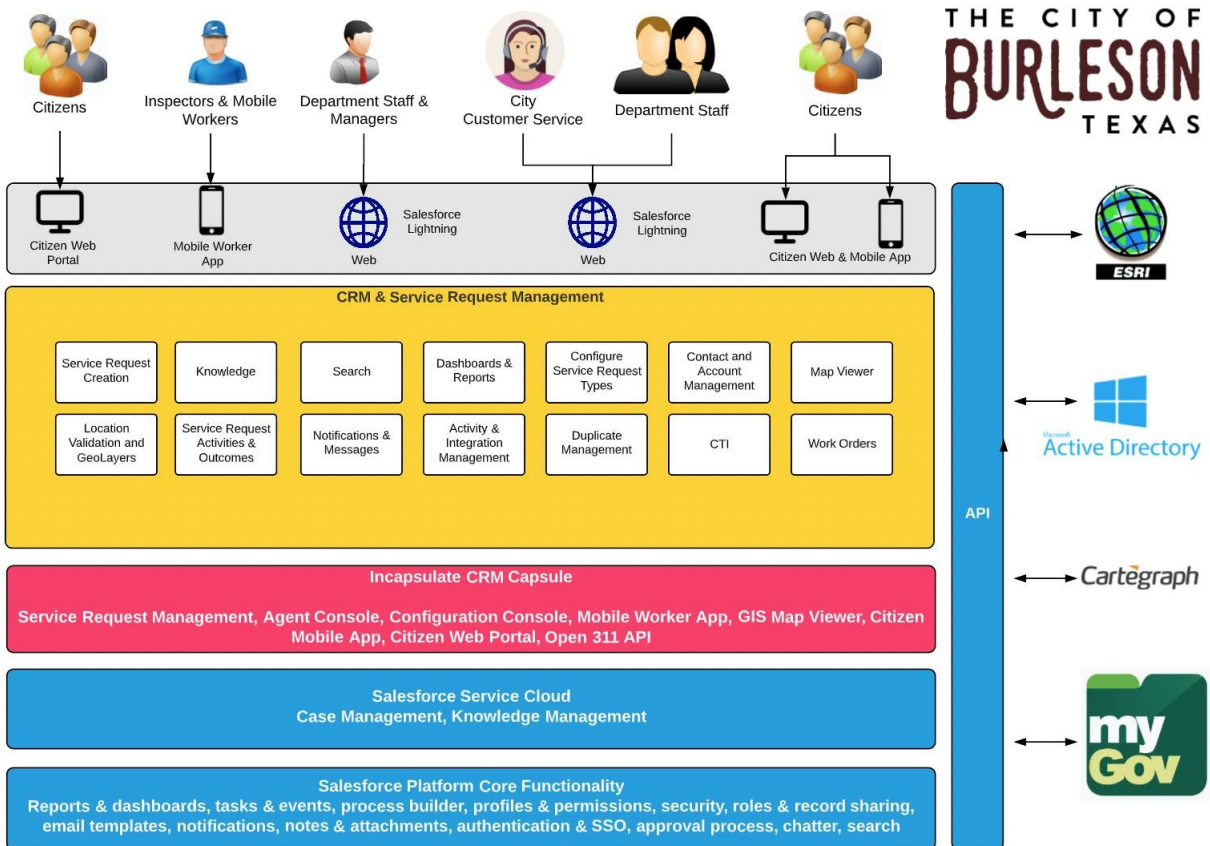 THE CITY OF
BURLESON
TEXAS
Citizens
Inspectors & Mobile
Workers
Department Staff &
Managers
City
Customer Service
Department Staff
Citizens
Citizen Web
Portal
Mobile Worker
App
Salesforce
Lightning
Web
Salesforce
Lightning
Web
Citizen Web & Mobile App
ESRI
CRM & Service Request Management
Service Request
Creation
Knowledge
Search
Dashboards &
Reports
Configure
Service Request
Types
Contact and
Account
Management
Map Viewer
Location
Validation and
GeoLayers
Service Request
Activities &
Outcomes
Notifications &
Messages
Activity &
Integration
Management
Duplicate
Management
CTI
Work Orders
Microsoft
Active Directory
API
Incapsulate CRM Capsule
Service Request Management, Agent Console, Configuration Console, Mobile Worker App, GIS Map Viewer, Citizen
Mobile App, Citizen Web Portal, Open 311 API
Cartegraph
Salesforce Service Cloud
Case Management, Knowledge Management
my
Gov
Salesforce Platform Core Functionality
Reports & dashboards, tasks & events, process builder, profiles & permissions, security, roles & record sharing,
email templates, notifications, notes & attachments, authentication & SSO, approval process, chatter, search